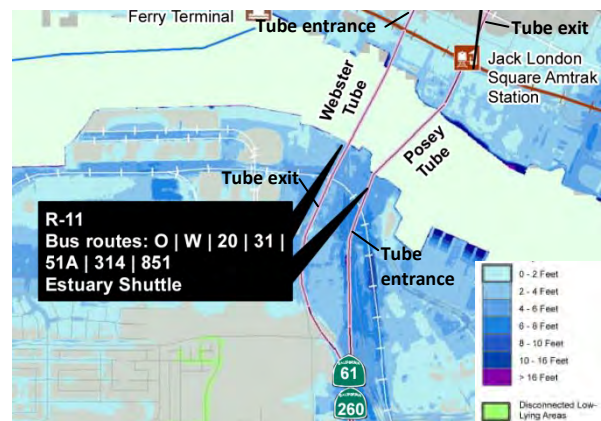 Ferry Terminal
Tube entrance
Tube exit
Jack London
Square Amtrak
Station
Webster
Tube
Posey
Tube
Tube exit
R-11
Bus routes: O | W | 20 | 31 |
51A | 314 | 851
Estuary Shuttle
Tube
entrance
61
260
0 - 2 Feet
2 - 4 Feet
4 - 6 Feet
6 - 8 Feet
8 - 10 Feet
10 - 16 Feet
> 16 Feet
Disconnected Low-
Lying Areas